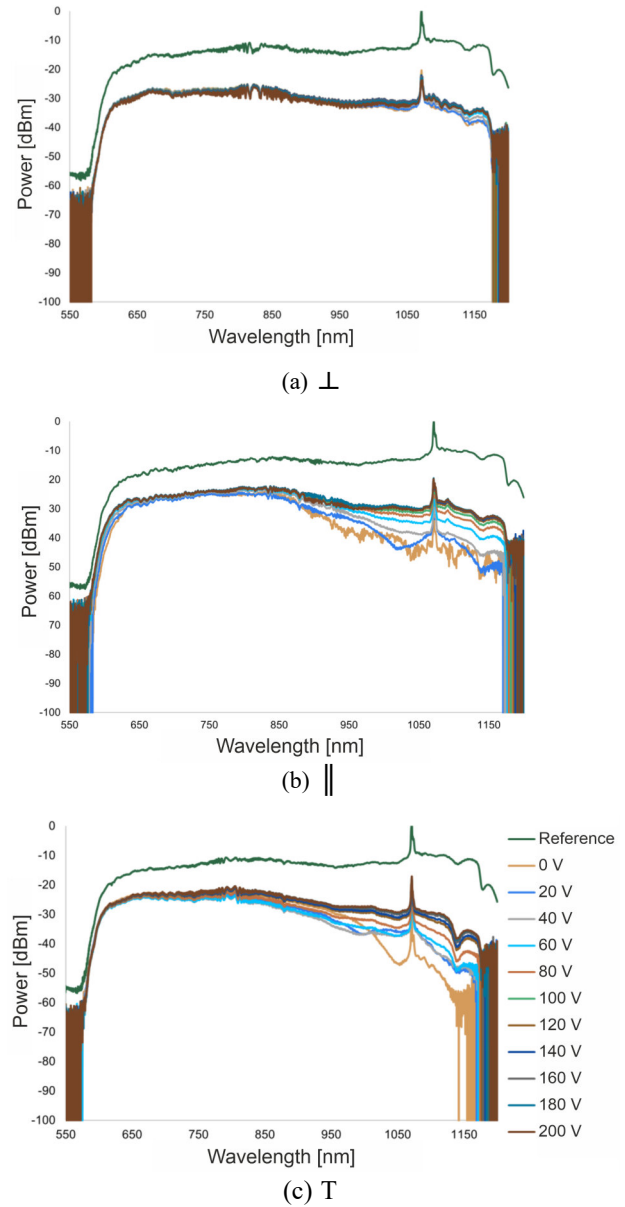 0
-10
-20
-30
-40
-50
-60
-70
-80
-90
-100
Power [dBm]
550 650 750 850 950 1050 1150
Wavelength [nm]
(a) ⊥
0
-10
-20
-30
-40
-50
-60
-70
-80
-90
-100
Power [dBm]
550 650 750 850 950 1050 1150
Wavelength [nm]
(b) ∥
0
-10
-20
-30
-40
-50
-60
-70
-80
-90
-100
Power [dBm]
550 650 750 850 950 1050 1150
Wavelength [nm]
Reference
0 V
20 V
40 V
60 V
80 V
100 V
120 V
140 V
160 V
180 V
200 V
(c) T